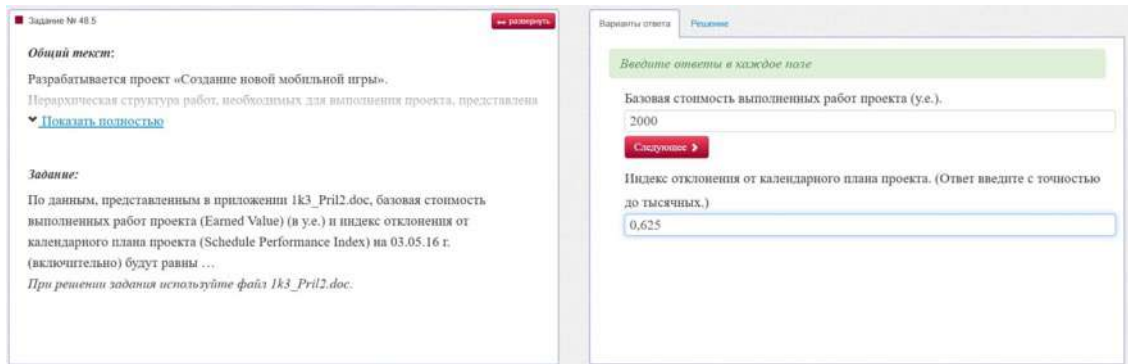 Задание № 48.5
развернуть
Общий текст:
Разрабатывается проект «Создание новой мобильной игры».
Иерархическая структура работ, необходимых для выполнения проекта, представлена
Показать полностью
Задание:
По данным, представленным в приложении 1k3_Pril2.doc, базовая стоимость
выполненных работ проекта (Earned Value) (в у.е.) и индекс отклонения от
календарного плана проекта (Schedule Performance Index) на 03.05.16 г.
(включительно) будут равны …
При решении задания используйте файл 1k3_Pril2.doc.
Варианты ответа
Решение
Введите ответы в каждое поле
Базовая стоимость выполненных работ проекта (у.е.).
2000
Следующее
Индекс отклонения от календарного плана проекта. (Ответ введите с точностью
до тысячных.)
0,625